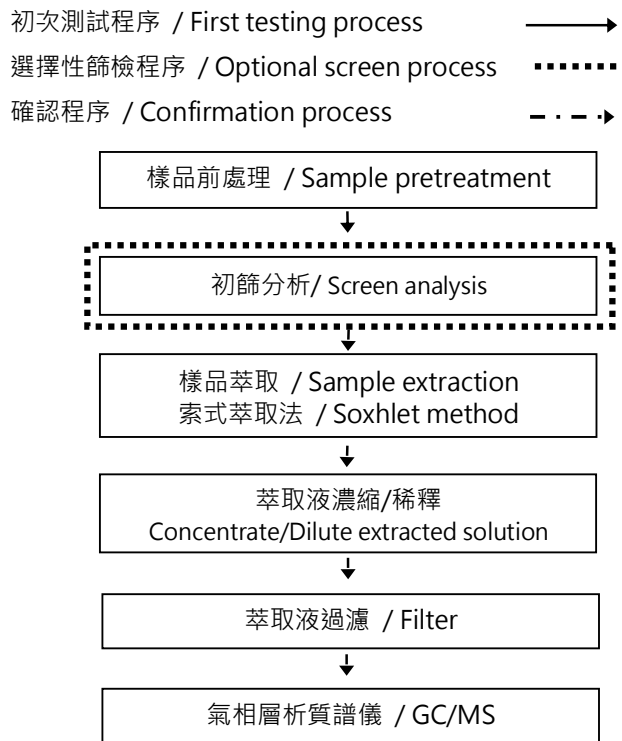 初次測試程序 / First testing process
選擇性篩檢程序 / Optional screen process
確認程序 / Confirmation process
樣品前處理 / Sample pretreatment
初篩分析/ Screen analysis
樣品萃取 / Sample extraction
索式萃取法 / Soxhlet method
萃取液濃縮/稀釋
Concentrate/Dilute extracted solution
萃取液過濾 / Filter
氣相層析質譜儀 / GC/MS